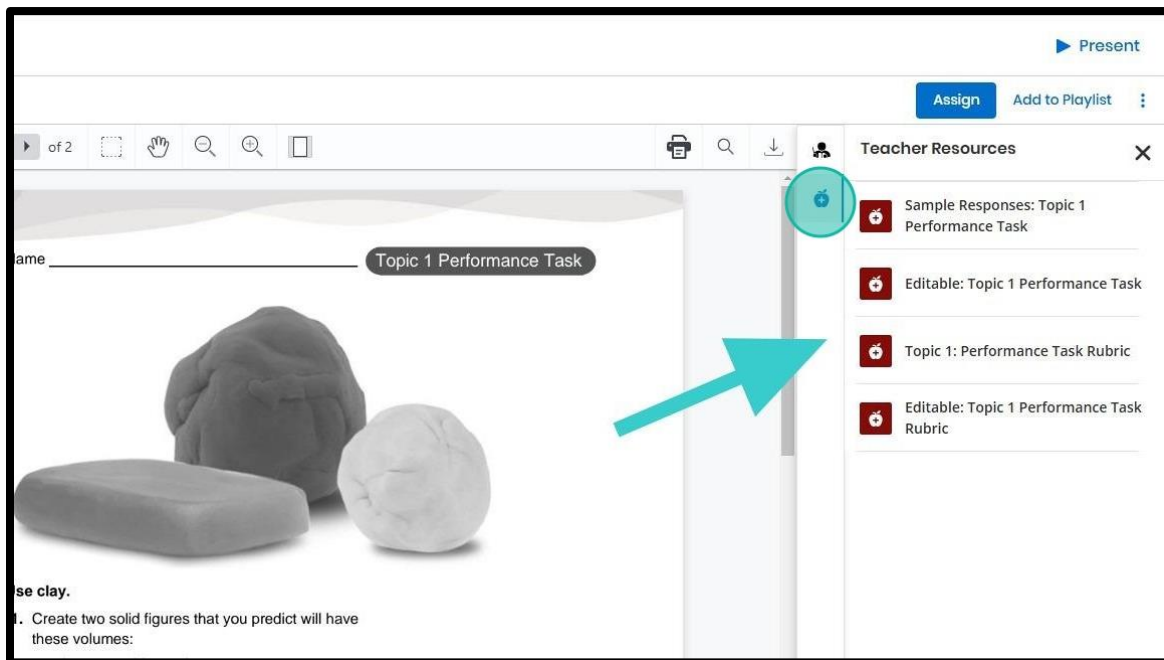 Present
Assign
Add to Playlist
of 2
Teacher Resources
Sample Responses: Topic 1
Performance Task
Editable: Topic 1 Performance Task
Topic 1: Performance Task Rubric
Editable: Topic 1 Performance Task
Rubric
ame
Topic 1 Performance Task
se clay.
1. Create two solid figures that you predict will have
these volumes: